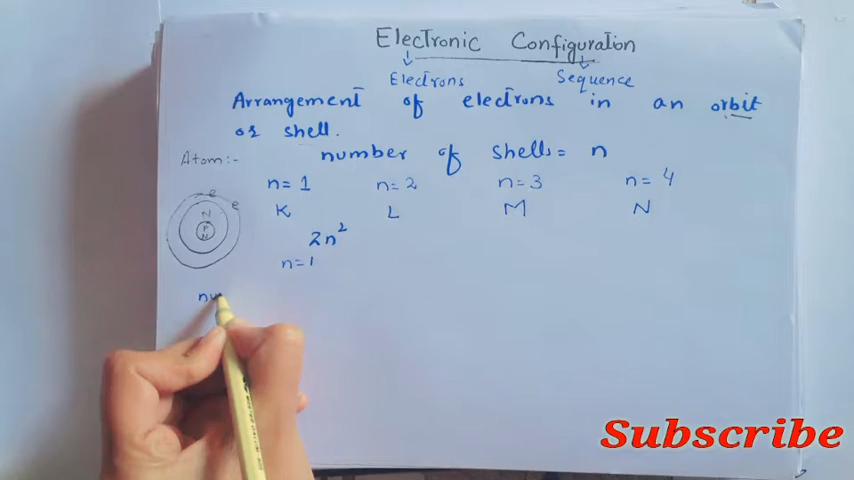 Electronic Configuration
Electrons Sequence
Arrangement of electrons in an orbit
or shell.
Atom:- number of shells= n
n=1 n=2 n=3 n=4
K L M N
e e
N
P
N
2n²
n=1
nu
Subscribe